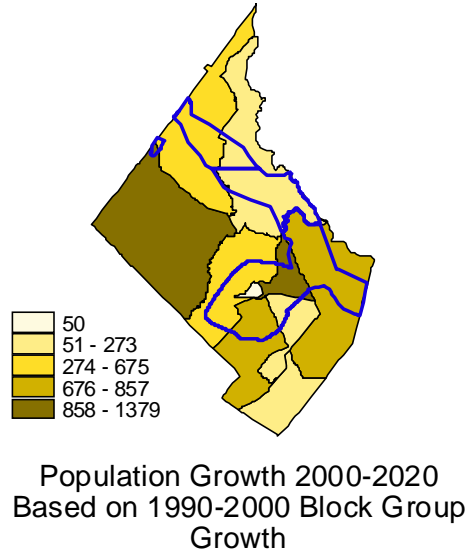 50
51 - 273
274 - 675
676 - 857
858 - 1379
Population Growth 2000-2020
Based on 1990-2000 Block Group
Growth